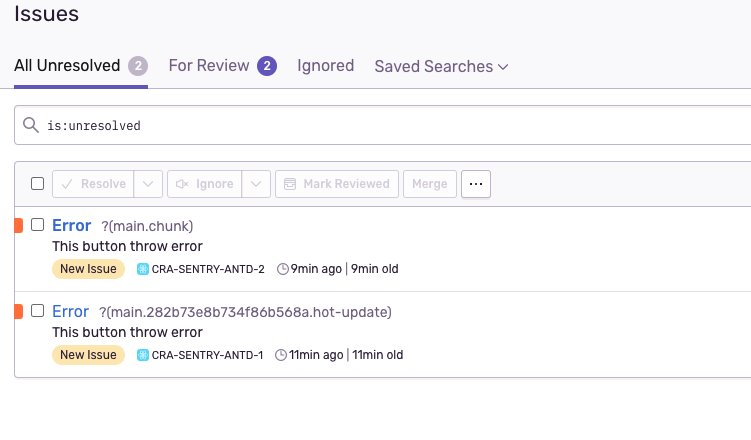 Issues
All Unresolved 2 For Review 2 Ignored Saved Searches
is:unresolved
Resolve Ignore Mark Reviewed Merge ...
Error ?(main.chunk)
This button throw error
New Issue CRA-SENTRY-ANTD-2 9min ago | 9min old
Error ?(main.282b73e8b734f86b568a.hot-update)
This button throw error
New Issue CRA-SENTRY-ANTD-1 11min ago | 11min old